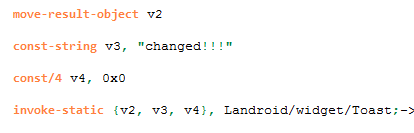 move-result-object v2
const-string v3, "changed!!!"
const/4 v4, 0x0
invoke-static {v2, v3, v4}, Landroid/widget/Toast;->